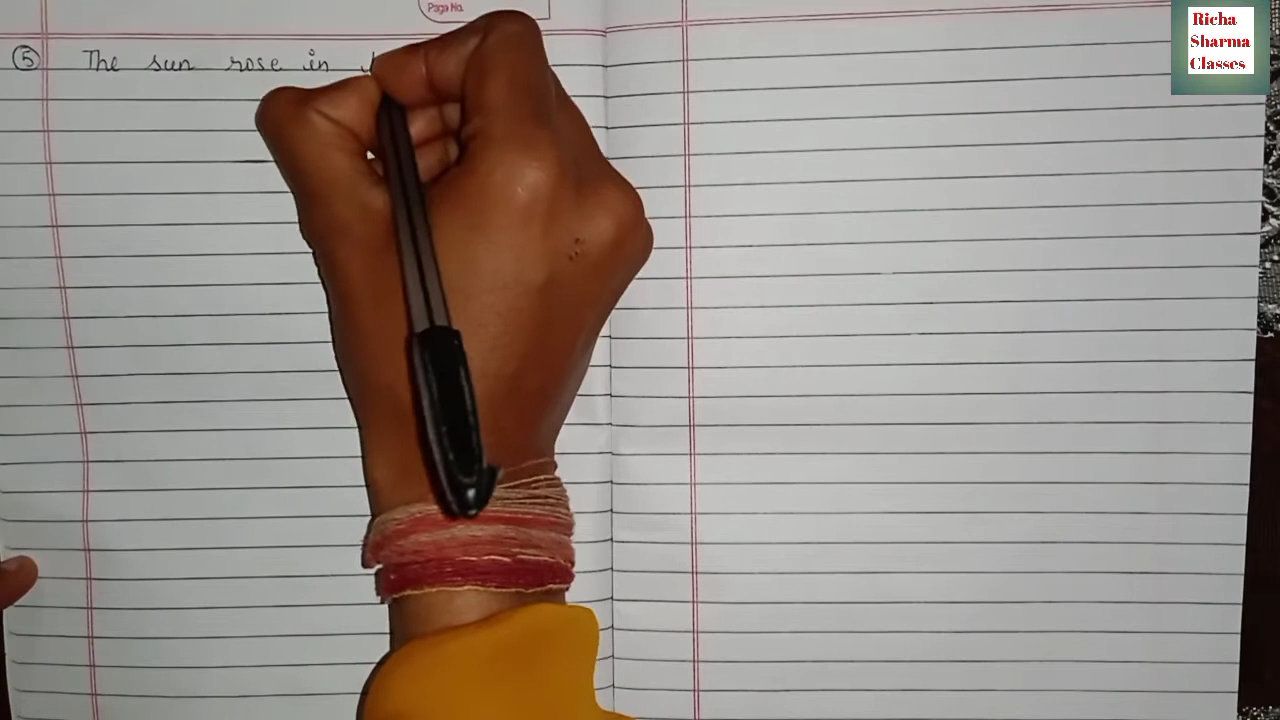 Page No.
Richa
Sharma
Classes
⑤ The sun rose in